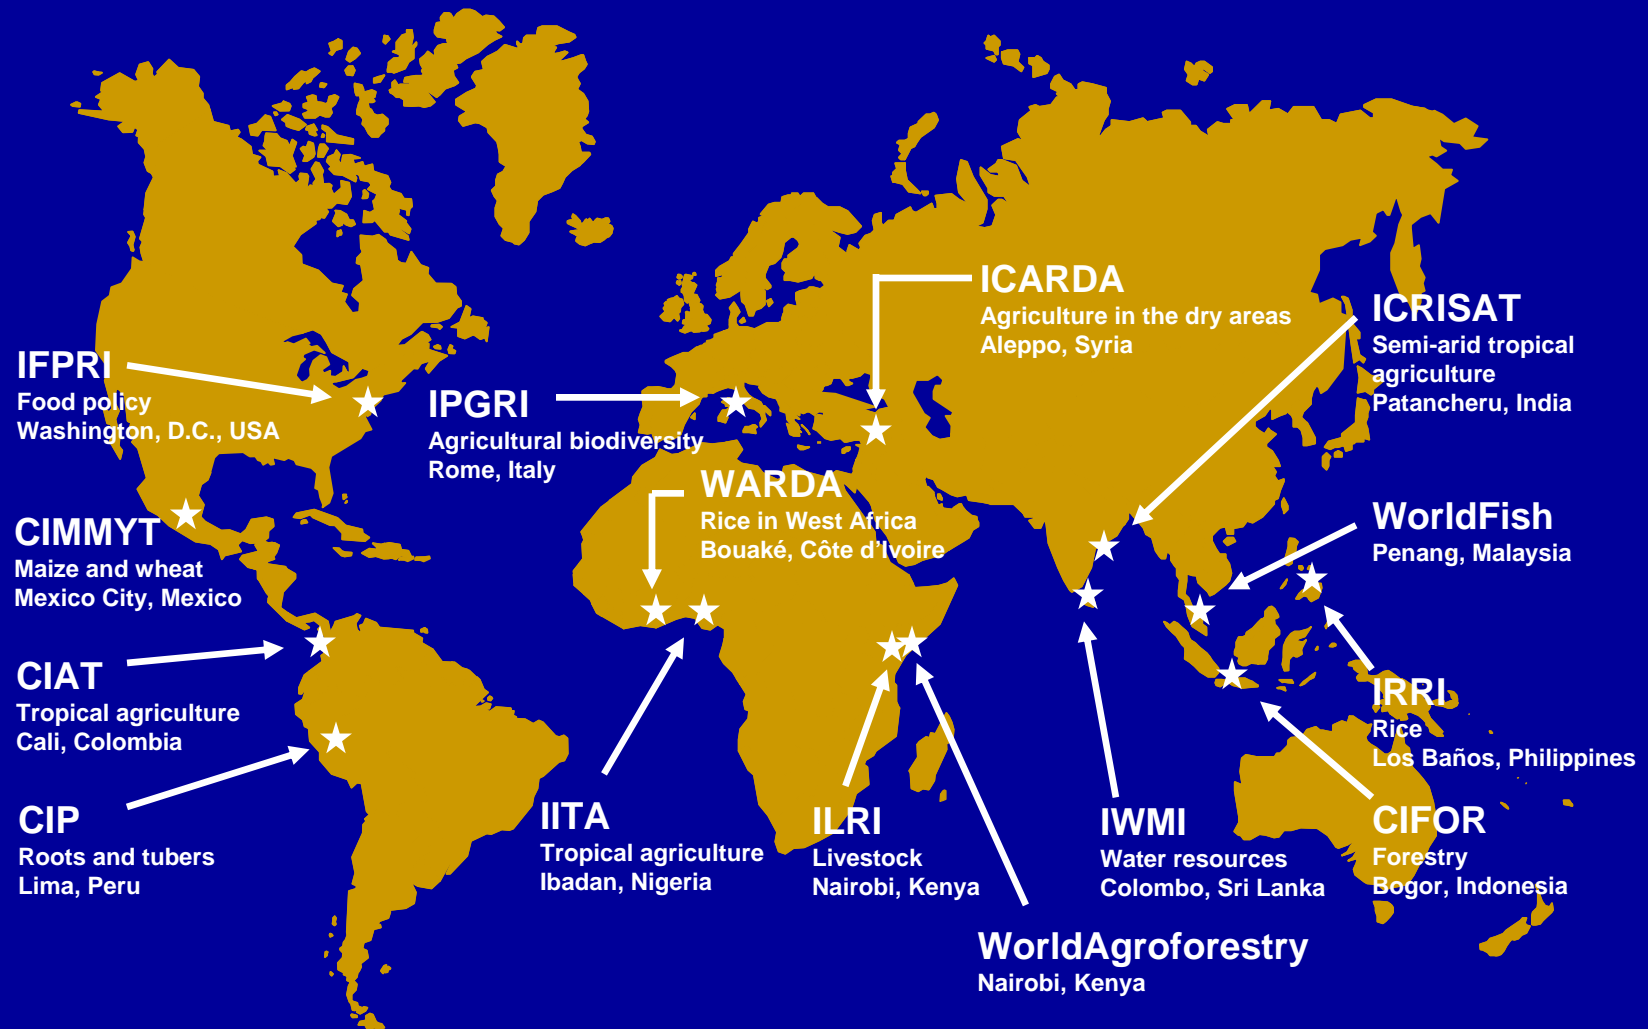 ICARDA
Agriculture in the dry areas
Aleppo, Syria
ICRISAT
Semi-arid tropical
agriculture
Patancheru, India
IFPRI
Food policy
Washington, D.C., USA
IPGRI
Agricultural biodiversity
Rome, Italy
WARDA
Rice in West Africa
Bouaké, Côte d'Ivoire
WorldFish
Penang, Malaysia
CIMMYT
Maize and wheat
Mexico City, Mexico
CIAT
Tropical agriculture
Cali, Colombia
IRRI
Rice
Los Baños, Philippines
CIP
Roots and tubers
Lima, Peru
IITA
Tropical agriculture
Ibadan, Nigeria
ILRI
Livestock
Nairobi, Kenya
IWMI
Water resources
Colombo, Sri Lanka
CIFOR
Forestry
Bogor, Indonesia
WorldAgroforestry
Nairobi, Kenya